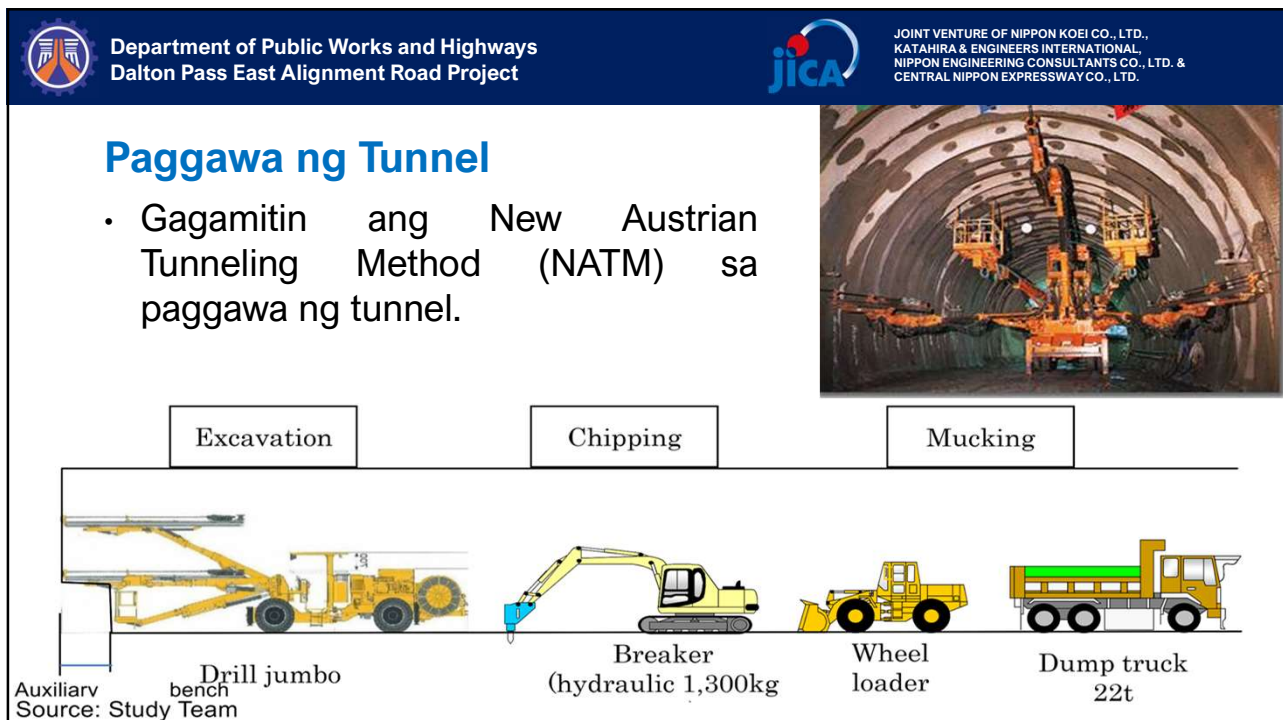 Department of Public Works and Highways
Dalton Pass East Alignment Road Project
jICA
JOINT VENTURE OF NIPPON KOEI CO., LTD.,
KATAHIRA & ENGINEERS INTERNATIONAL,
NIPPON ENGINEERING CONSULTANTS CO., LTD. &
CENTRAL NIPPON EXPRESSWAY CO., LTD.
Paggawa ng Tunnel
• Gagamitin ang New Austrian
Tunneling Method (NATM) sa
paggawa ng tunnel.
Excavation
Chipping
Mucking
Drill jumbo
Breaker
(hydraulic 1,300kg
Wheel
loader
Dump truck
22t
Auxiliary bench
Source: Study Team